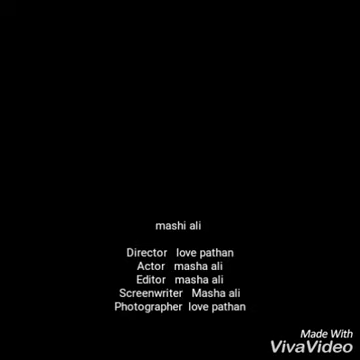 mashi ali
Director love pathan
Actor masha ali
Editor masha ali
Screenwriter Masha ali
Photographer love pathan
Made With
VivaVideo